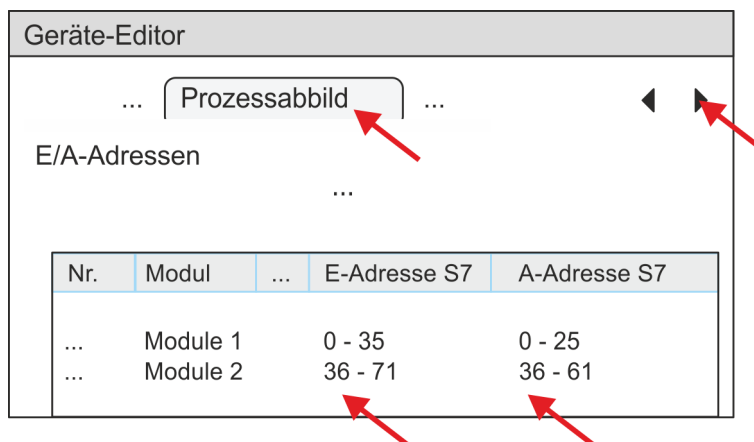 Geräte-Editor
... Prozessabbild ...
E/A-Adressen
...
Nr. Modul ... E-Adresse S7 A-Adresse S7
... Module 1 0 - 35 0 - 25
... Module 2 36 - 71 36 - 61